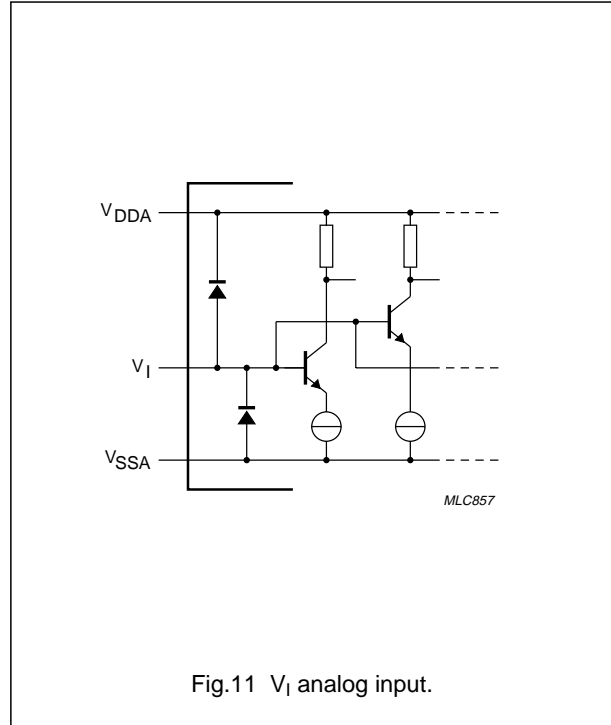 VDDA
VI
VSSA
MLC857
Fig.11 VI analog input.